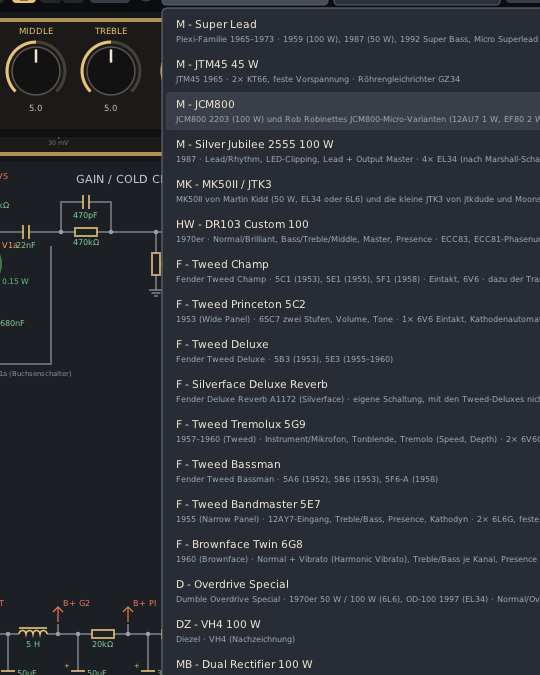 MIDDLE
TREBLE
5.0
5.0
30 mV
GAIN / COLD
470pF
kΩ
V1a
22nF
470kΩ
0.15 W
680nF
1a (Buchsenschalter)
B+ G2
B+ PI
5 H
20kΩ
50µF
50µF
M - Super Lead
Plexi-Familie 1965–1973 · 1959 (100 W), 1987 (50 W), 1992 Super Bass, Micro Superlead
M - JTM45 45 W
JTM45 1965 · 2× KT66, feste Vorspannung · Röhrengleichrichter GZ34
M - JCM800
JCM800 2203 (100 W) und Rob Robinettes JCM800-Micro-Varianten (12AU7 1 W, EF80 2 W
M - Silver Jubilee 2555 100 W
1987 · Lead/Rhythm, LED-Clipping, Lead + Output Master · 4× EL34 (nach Marshall-Scha
MK - MK50II / JTK3
MK50II von Martin Kidd (50 W, EL34 oder 6L6) und die kleine JTK3 von jtkdude und Moons
HW - DR103 Custom 100
1970er · Normal/Brilliant, Bass/Treble/Middle, Master, Presence · ECC83, ECC81-Phasenu
F - Tweed Champ
Fender Tweed Champ · 5C1 (1953), 5E1 (1955), 5F1 (1958) · Eintakt, 6V6 · dazu der Tra
F - Tweed Princeton 5C2
1953 (Wide Panel) · 6SC7 zwei Stufen, Volume, Tone · 1× 6V6 Eintakt, Kathodenautomat
F - Tweed Deluxe
Fender Tweed Deluxe · 5B3 (1953), 5E3 (1955–1960)
F - Silverface Deluxe Reverb
Fender Deluxe Reverb A1172 (Silverface) · eigene Schaltung, mit den Tweed-Deluxes nich
F - Tweed Tremolux 5G9
1957–1960 (Tweed) · Instrument/Mikrofon, Tonblende, Tremolo (Speed, Depth) · 2× 6V6G
F - Tweed Bassman
Fender Tweed Bassman · 5A6 (1952), 5B6 (1953), 5F6-A (1958)
F - Tweed Bandmaster 5E7
1955 (Narrow Panel) · 12AY7-Eingang, Treble/Bass, Presence, Kathodyn · 2× 6L6G, feste
F - Brownface Twin 6G8
1960 (Brownface) · Normal + Vibrato (Harmonic Vibrato), Treble/Bass je Kanal, Presence
D - Overdrive Special
Dumble Overdrive Special · 1970er 50 W / 100 W (6L6), OD-100 1997 (EL34) · Normal/Ov
DZ - VH4 100 W
Diezel · VH4 (Nachzeichnung)
MB - Dual Rectifier 100 W